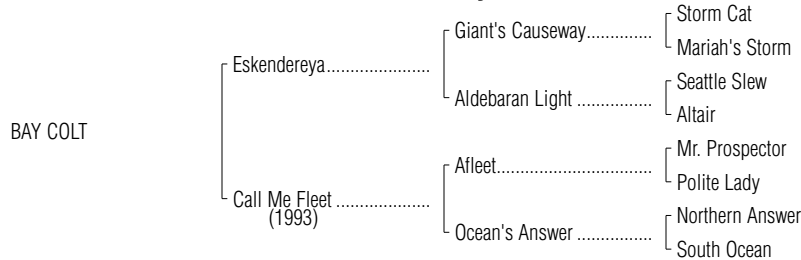 Storm Cat
Giant's Causeway..............
Mariah's Storm
Eskendereya......................
Seattle Slew
Aldebaran Light ................
Altair
BAY COLT
Mr. Prospector
Afleet.................................
Polite Lady
Call Me Fleet ....................
(1993)
Northern Answer
Ocean's Answer ................
South Ocean